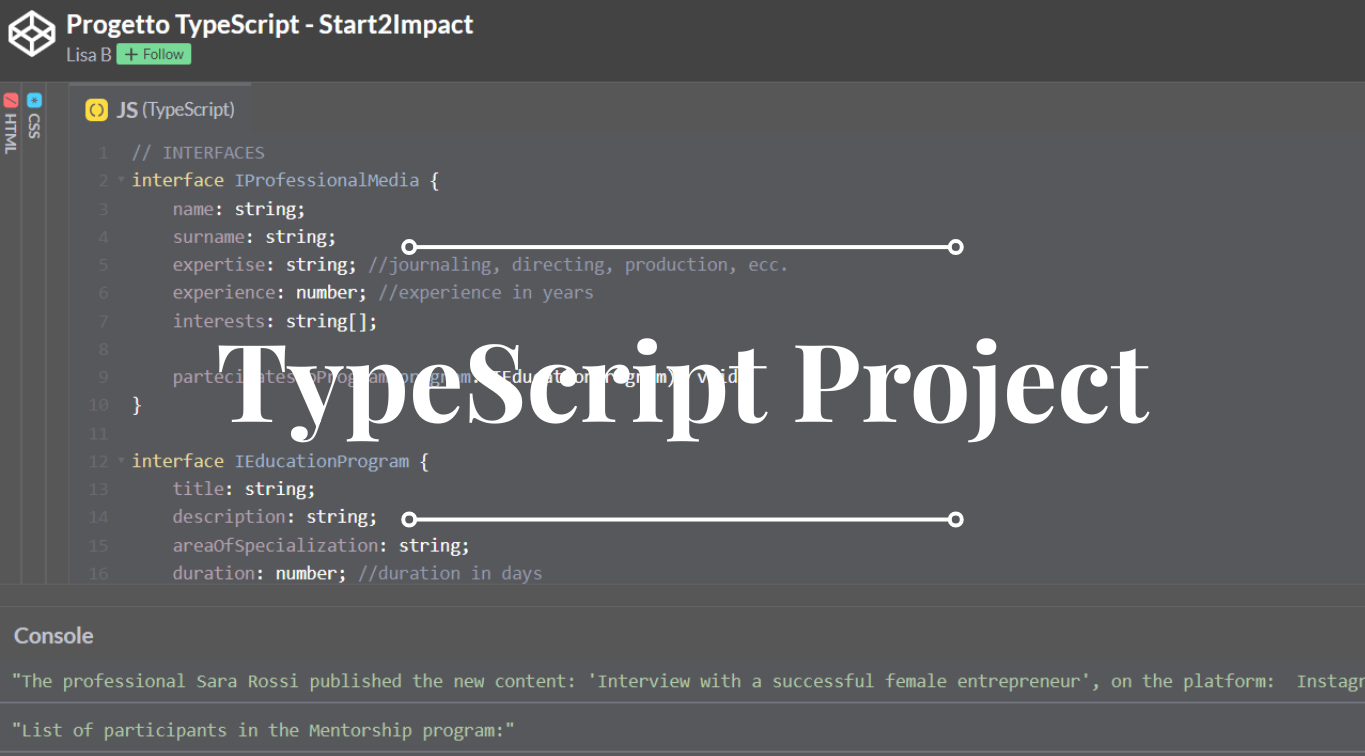 Progetto TypeScript - Start2Impact
Lisa B + Follow
HTML
CSS
JS (TypeScript)
1 // INTERFACES
2 interface IProfessionalMedia {
3 name: string;
4 surname: string;
5 expertise: string; //journaling, directing, production, ecc.
6 experience: number; //experience in years
7 interests: string[];
8
9
TypeScript Project
10 }
11
12 interface IEducationProgram {
13 title: string;
14 description: string;
15 areaOfSpecialization: string;
16 duration: number; //duration in days
Console
"The professional Sara Rossi published the new content: 'Interview with a successful female entrepreneur', on the platform: Instagr
"List of participants in the Mentorship program:"